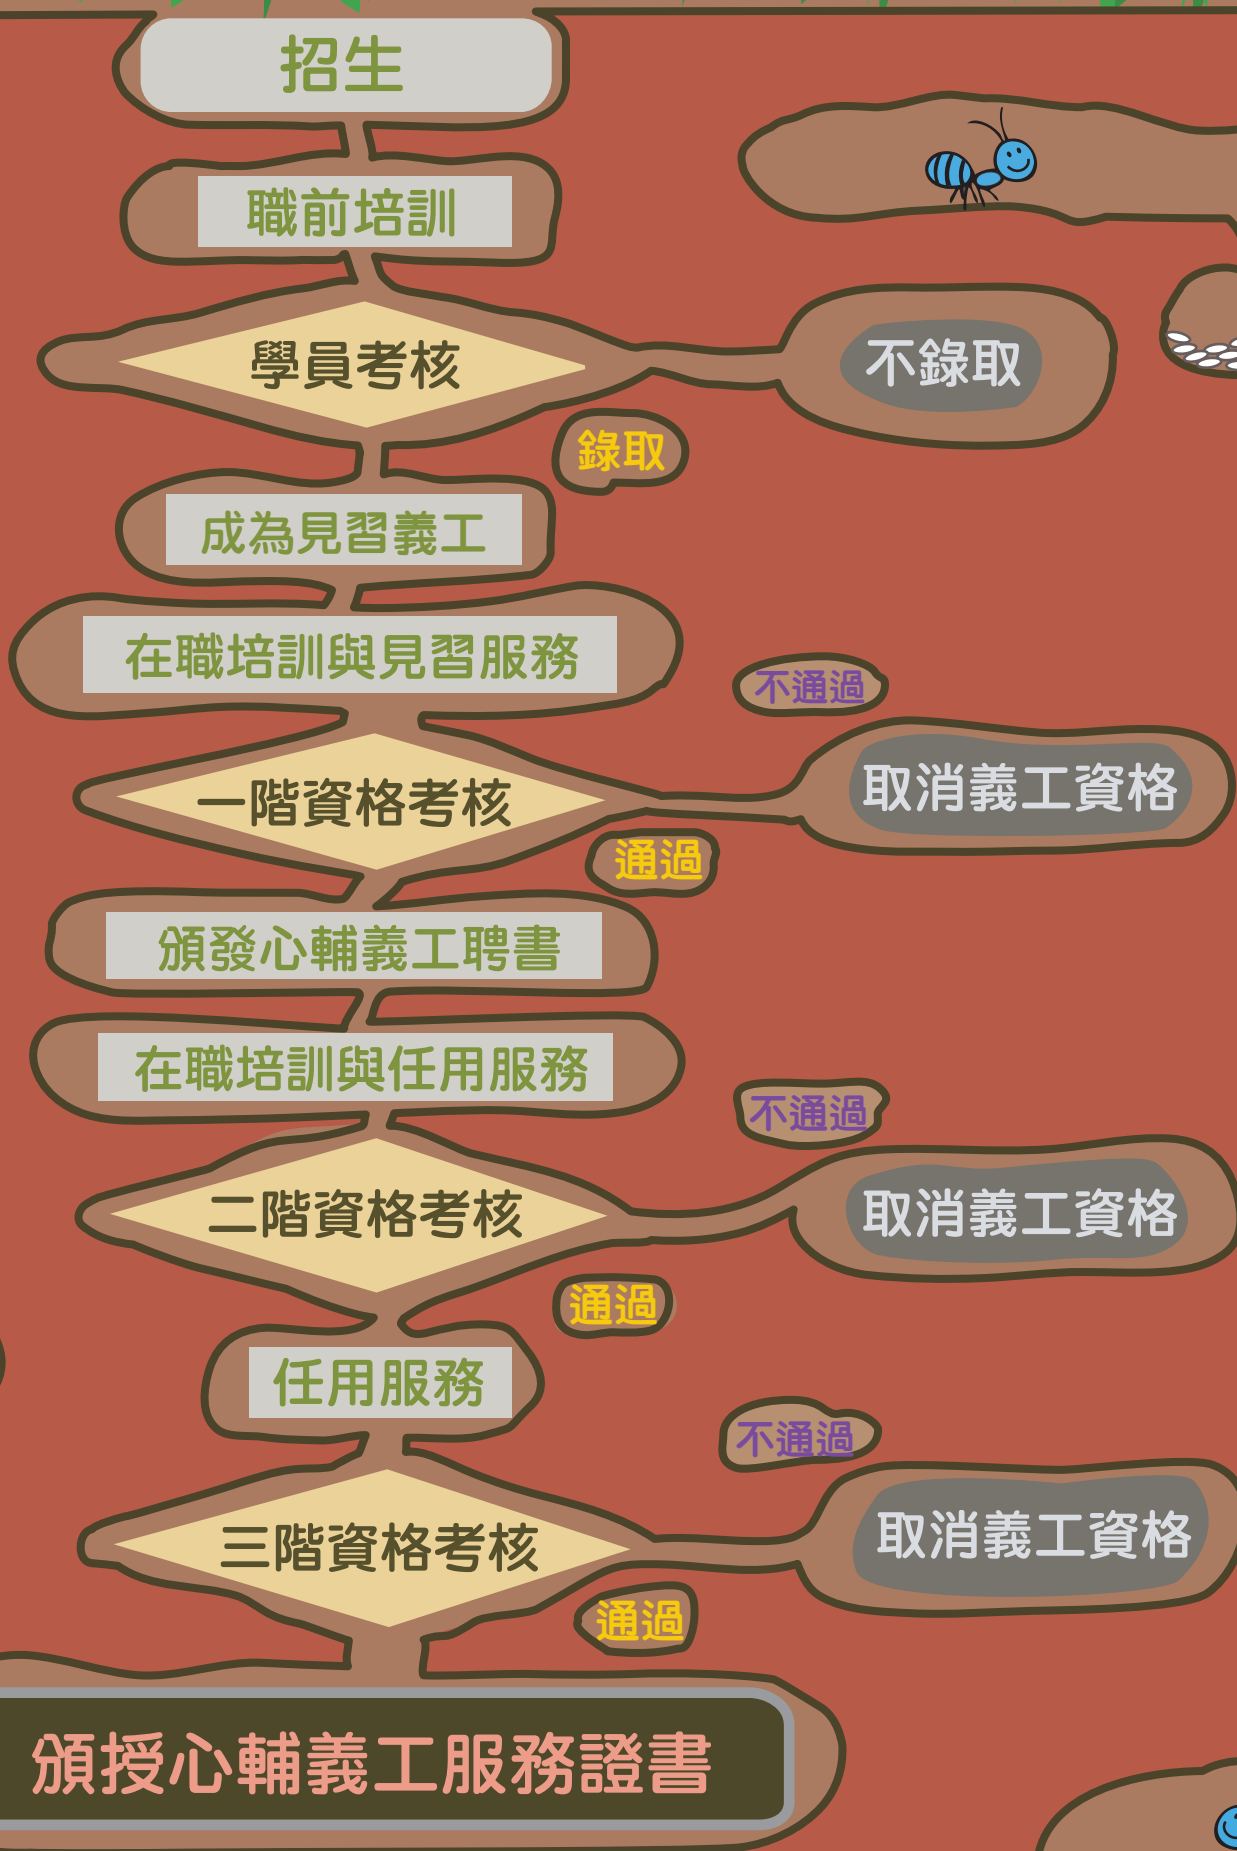 招生
職前培訓
學員考核
不錄取
錄取
成為見習義工
在職培訓與見習服務
不通過
一階資格考核
取消義工資格
通過
頒發心輔義工聘書
在職培訓與任用服務
不通過
二階資格考核
取消義工資格
通過
任用服務
不通過
三階資格考核
取消義工資格
通過
頒授心輔義工服務證書